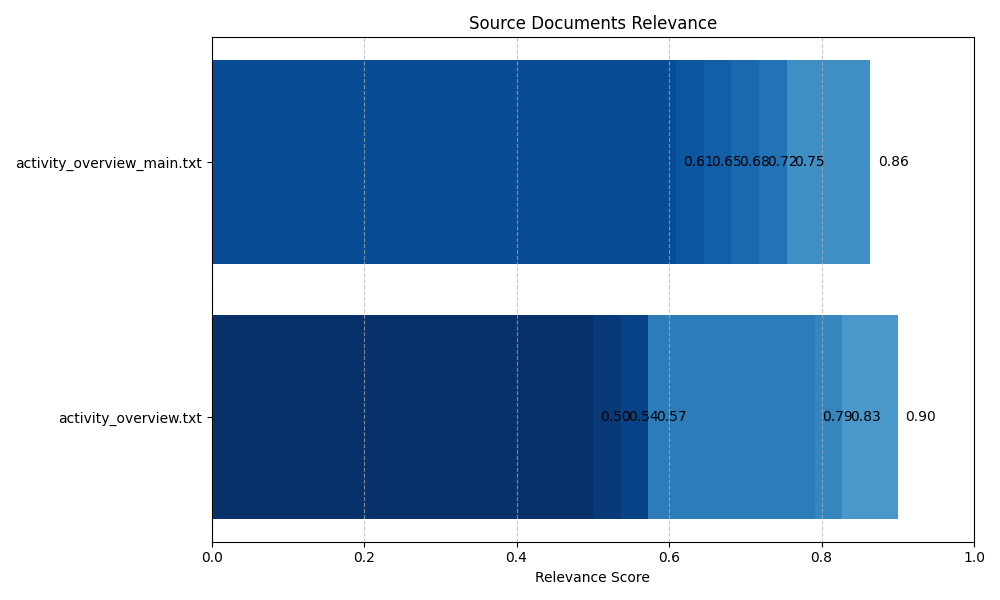 Source Documents Relevance
activity_overview_main.txt
0.61 0.65 0.68 0.72 0.75 0.86
activity_overview.txt
0.50 0.54 0.57 0.79 0.83 0.90
0.0 0.2 0.4 0.6 0.8 1.0
Relevance Score